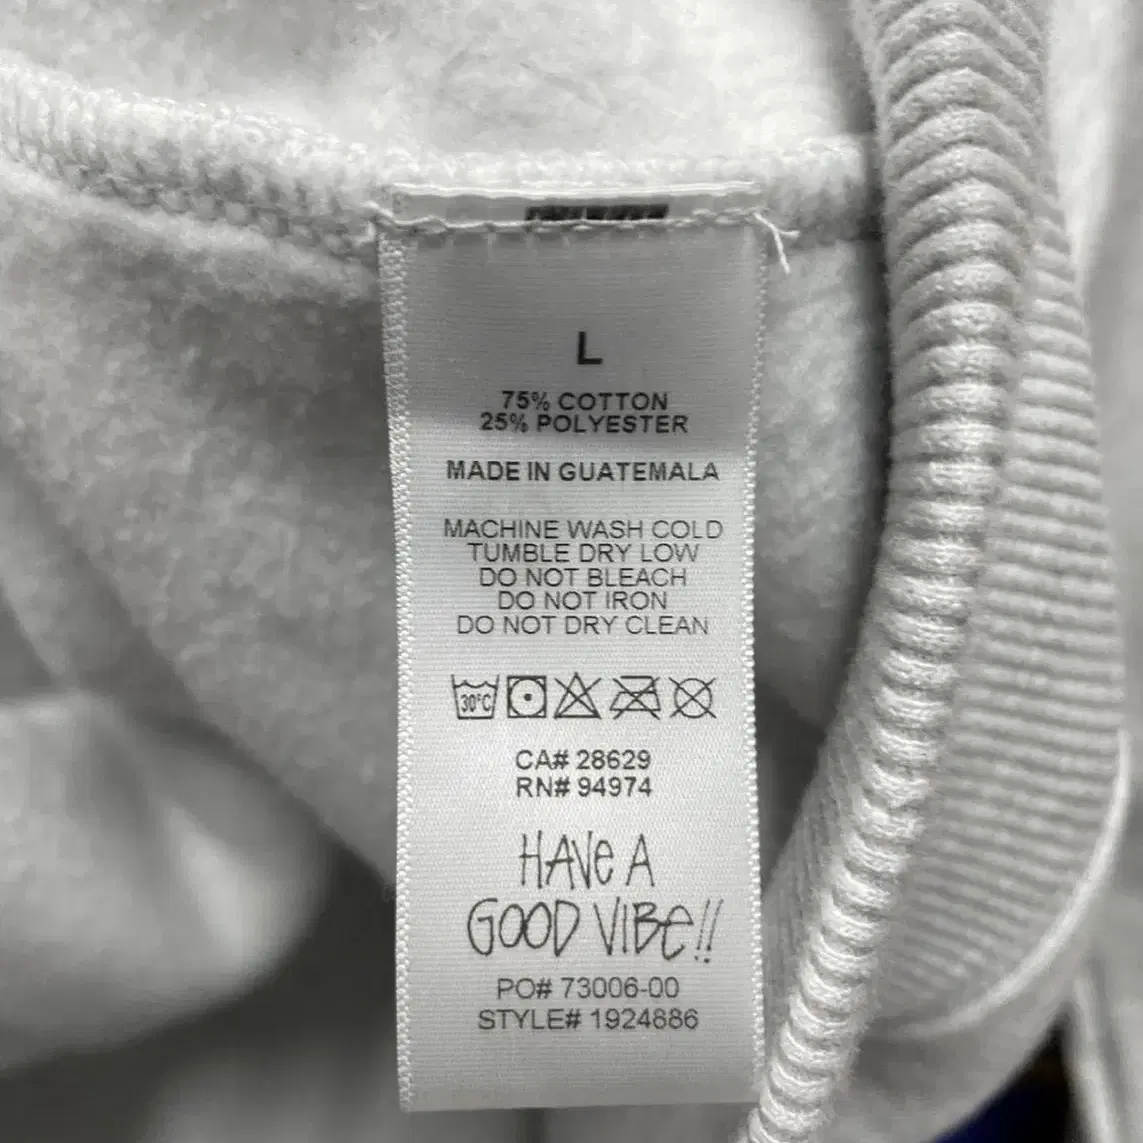 L
75% COTTON
25% POLYESTER
MADE IN GUATEMALA
MACHINE WASH COLD
TUMBLE DRY LOW
DO NOT BLEACH
DO NOT IRON
DO NOT DRY CLEAN
30°C
CA# 28629
RN# 94974
HAVE A
GOOD VIBE!!
PO# 73006-00
STYLE# 1924886